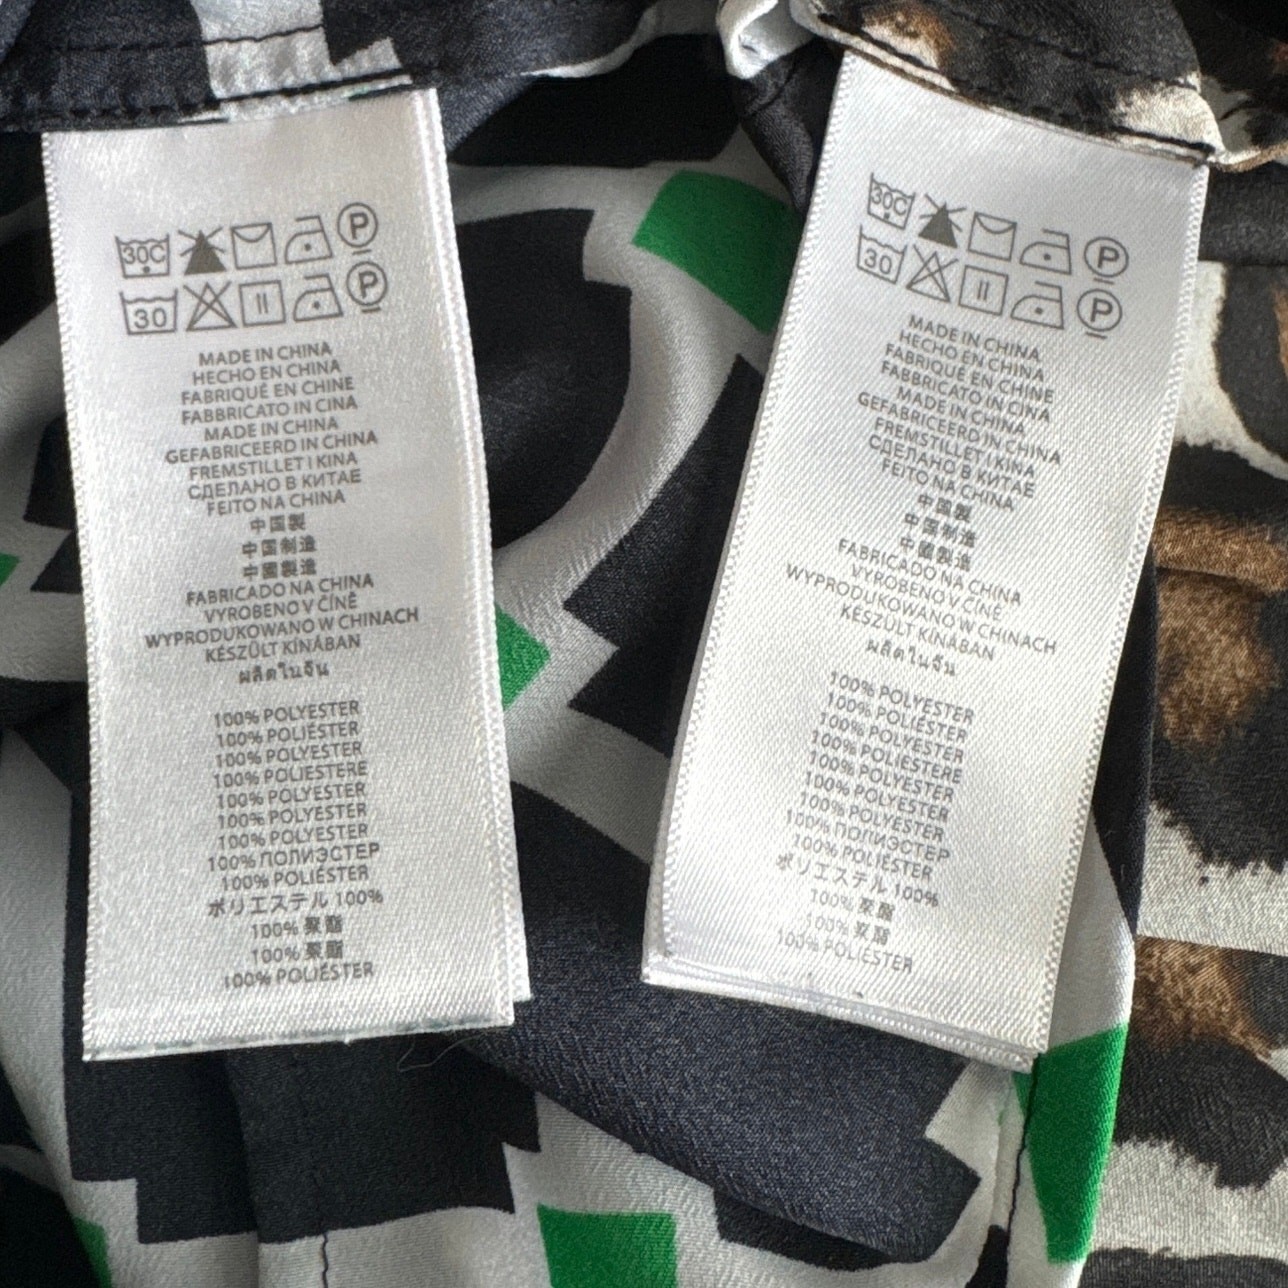 30C P
30 P
MADE IN CHINA
HECHO EN CHINA
FABRIQUÉ EN CHINE
FABBRICATO IN CINA
MADE IN CHINA
GEFABRICEERD IN CHINA
FREMSTILLET I KINA
СДЕЛАНО В КИТАЕ
FEITO NA CHINA
中国製
中国制造
中國製造
FABRICADO NA CHINA
VYROBENO V ČÍNĚ
WYPRODUKOWANO W CHINACH
KÉSZÜLT KÍNÁBAN
ผลิตในจีน
100% POLYESTER
100% POLIÉSTER
100% POLYESTER
100% POLIESTERE
100% POLYESTER
100% POLYESTER
100% POLYESTER
100% ПОЛИЭСТЕР
100% POLIÉSTER
ポリエステル 100%
100% 聚酯
100% 聚酯
100% POLIÉSTER
30C P
30 P
MADE IN CHINA
HECHO EN CHINA
FABRIQUÉ EN CHINE
FABBRICATO IN CINA
MADE IN CHINA
GEFABRICEERD IN CHINA
FREMSTILLET I KINA
СДЕЛАНО В КИТАЕ
FEITO NA CHINA
中国製
中国制造
中國製造
FABRICADO NA CHINA
VYROBENO V ČÍNĚ
WYPRODUKOWANO W CHINACH
KÉSZÜLT KÍNÁBAN
ผลิตในจีน
100% POLYESTER
100% POLIÉSTER
100% POLYESTER
100% POLIESTERE
100% POLYESTER
100% POLYESTER
100% POLYESTER
100% ПОЛИЭСТЕР
100% POLIÉSTER
ポリエステル 100%
100% 聚酯
100% 聚酯
100% POLIÉSTER